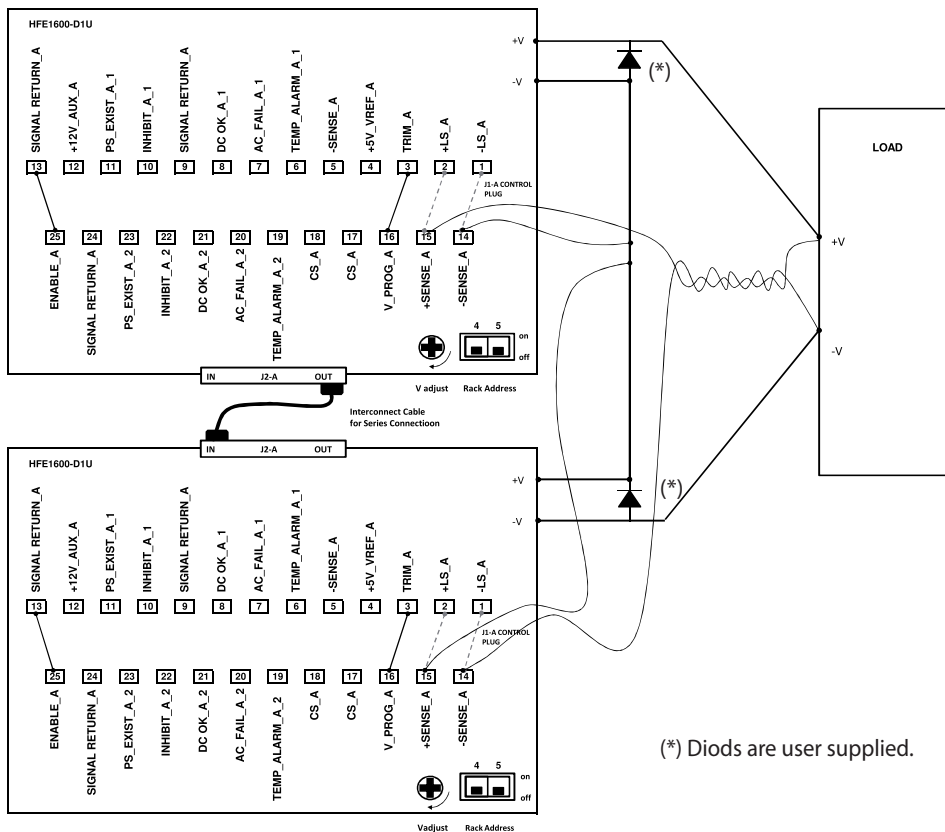 HFE1600-D1U
SIGNAL RETURN_A
+12V_AUX_A
PS_EXIST_A_1
INHIBIT_A_1
SIGNAL RETURN_A
DC OK_A_1
AC_FAIL_A_1
TEMP_ALARM_A_1
-SENSE_A
+5V_VREF_A
TRIM_A
+LS_A
-LS_A
13 12 11 10 9 8 7 6 5 4 3 2 1
J1-A CONTROL
PLUG
25 24 23 22 21 20 19 18 17 16 15 14
ENABLE_A
SIGNAL RETURN_A
PS_EXIST_A_2
INHIBIT_A_2
DC OK_A_2
AC_FAIL_A_2
TEMP_ALARM_A_2
CS_A
CS_A
V_PROG_A
+SENSE_A
-SENSE_A
4 5
on
off
V adjust Rack Address
IN J2-A OUT
+V
-V
(*)
LOAD
+V
-V
Interconnect Cable
for Series Connectioon
IN J2-A OUT
HFE1600-D1U
SIGNAL RETURN_A
+12V_AUX_A
PS_EXIST_A_1
INHIBIT_A_1
SIGNAL RETURN_A
DC OK_A_1
AC_FAIL_A_1
TEMP_ALARM_A_1
-SENSE_A
+5V_VREF_A
TRIM_A
+LS_A
-LS_A
13 12 11 10 9 8 7 6 5 4 3 2 1
J1-A CONTROL
PLUG
25 24 23 22 21 20 19 18 17 16 15 14
ENABLE_A
SIGNAL RETURN_A
PS_EXIST_A_2
INHIBIT_A_2
DC OK_A_2
AC_FAIL_A_2
TEMP_ALARM_A_2
CS_A
CS_A
V_PROG_A
+SENSE_A
-SENSE_A
4 5
on
off
Vadjust Rack Address
+V
-V
(*)
(*) Diods are user supplied.